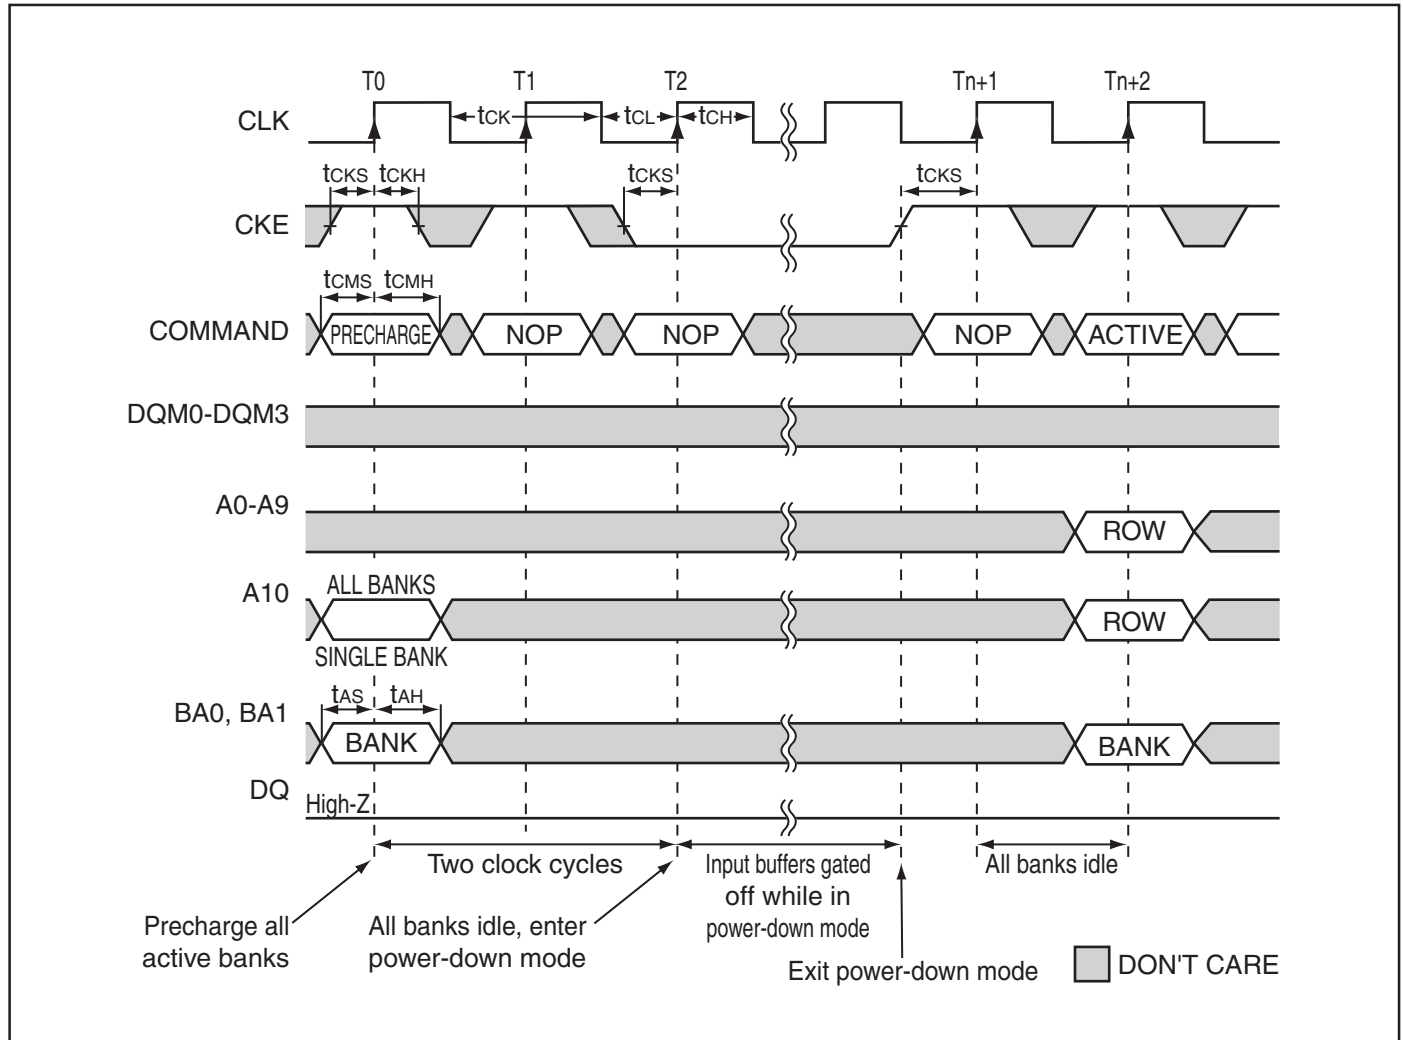 T0 T1 T2 Tn+1 Tn+2
CLK tCK tCL tCH
tCKS tCKH tCKS tCKS
CKE
tCMS tCMH
COMMAND PRECHARGE NOP NOP NOP ACTIVE
DQM0-DQM3
A0-A9 ROW
A10 ALL BANKS ROW
SINGLE BANK
tAS tAH
BA0, BA1 BANK BANK
DQ High-Z
Two clock cycles
Input buffers gated
off while in
power-down mode
All banks idle
Precharge all
active banks
All banks idle, enter
power-down mode
Exit power-down mode
DON'T CARE